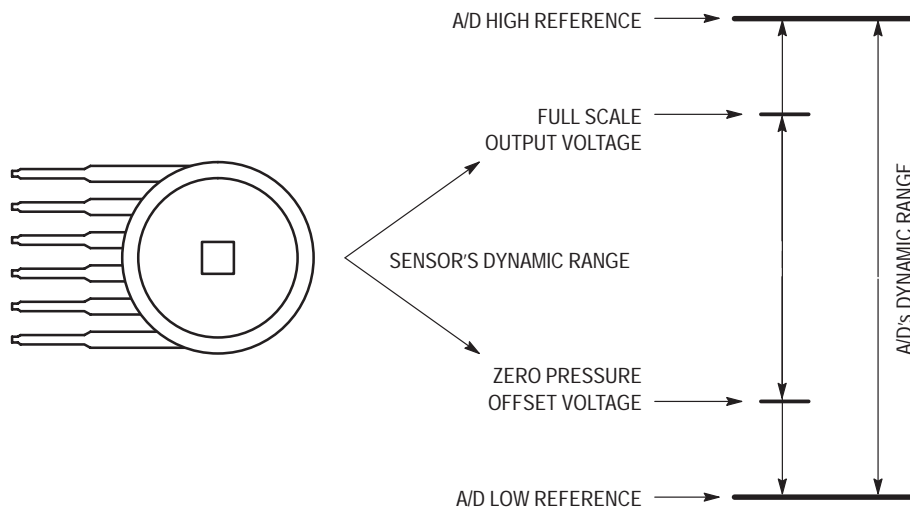 A/D HIGH REFERENCE
FULL SCALE
OUTPUT VOLTAGE
SENSOR'S DYNAMIC RANGE
A/D's DYNAMIC RANGE
ZERO PRESSURE
OFFSET VOLTAGE
A/D LOW REFERENCE